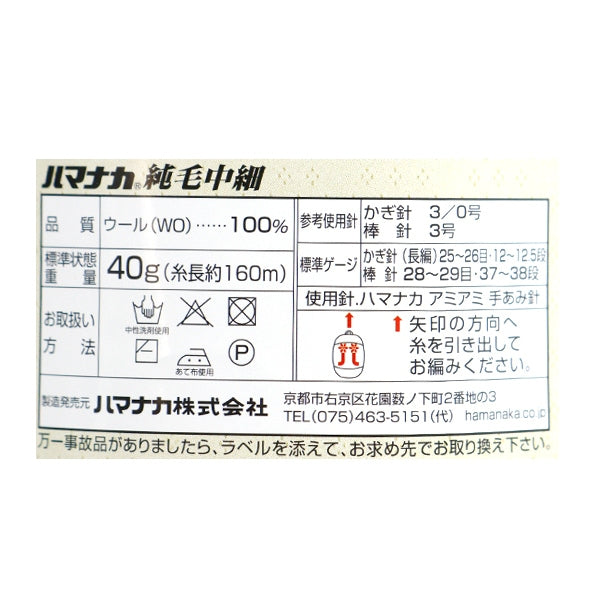 ハマナカ® 純毛中細
品質 ウール(WO)……100%
標準状態重量 40g(糸長約160m)
お取扱い方法
中性洗剤使用
あて布使用
P
参考使用針 かぎ針 3/0号
棒針 3号
標準ゲージ かぎ針(長編)25~26目・12~12.5段
棒針 28~29目・37~38段
使用針.ハマナカ アミアミ 手あみ針
矢印の方向へ
糸を引き出して
お編みください。
製造発売元 ハマナカ株式会社
京都市右京区花園薮ノ下町2番地の3
TEL(075)463-5151(代) hamanaka.co.jp
万一事故品がありましたら、ラベルを添えて、お求め先でお取り換え下さい。